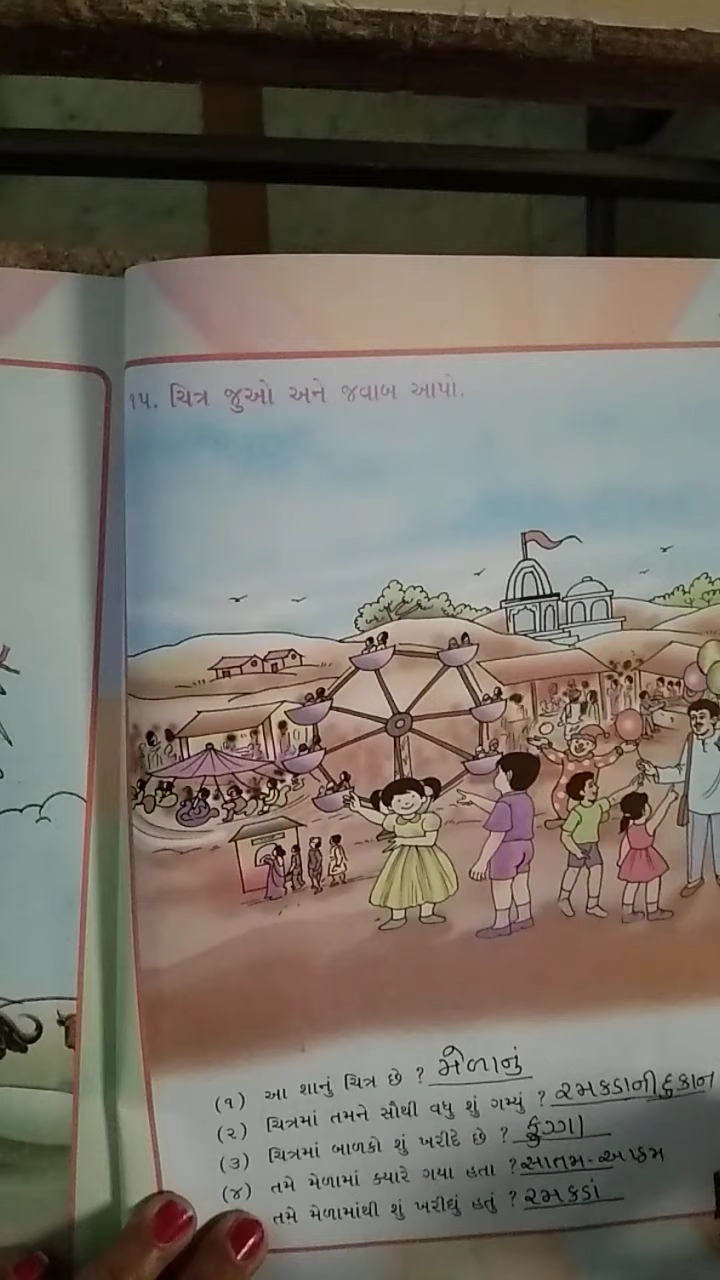 ૧૫. ચિત્ર જુઓ અને જવાબ આપો.
(૧) આ શાનું ચિત્ર છે ? મેળાનું
(૨) ચિત્રમાં તમને સૌથી વધુ શું ગમ્યું ? રમકડાની દુકાન
(૩) ચિત્રમાં બાળકો શું ખરીદે છે ? ફુગ્ગા
(૪) તમે મેળામાં ક્યારે ગયા હતા ? સાતમ-આઠમ
તમે મેળામાંથી શું ખરીધું હતું ? રમકડાં